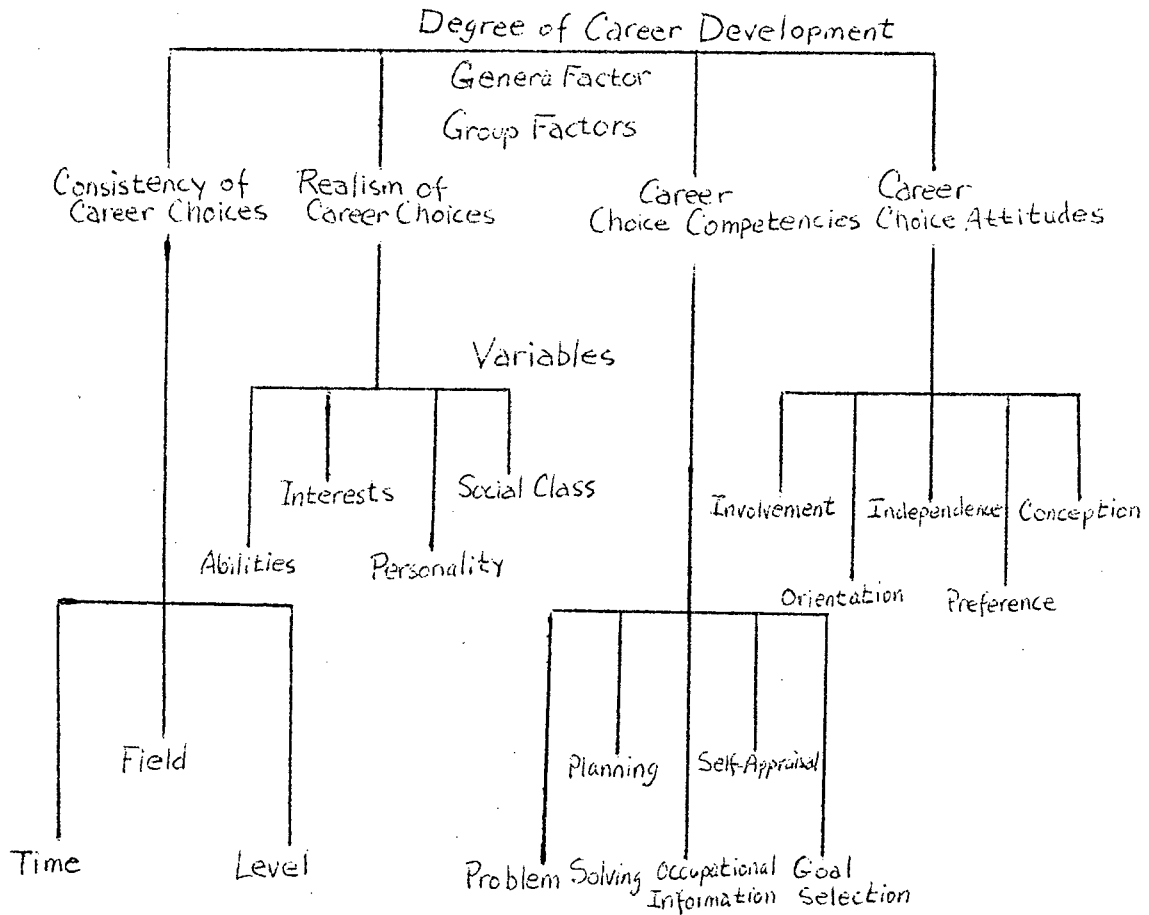 Degree of Career Development
Genera Factor
Group Factors
Consistency of
Career Choices
Realism of
Career Choices
Career
Choice Competencies
Career
Choice Attitudes
Variables
Interests
Social Class
Abilities
Personality
Involvement
Independence
Conception
Orientation
Preference
Field
Planning
Self-Appraisal
Time
Level
Problem Solving
Occupational
Information
Goal
Selection